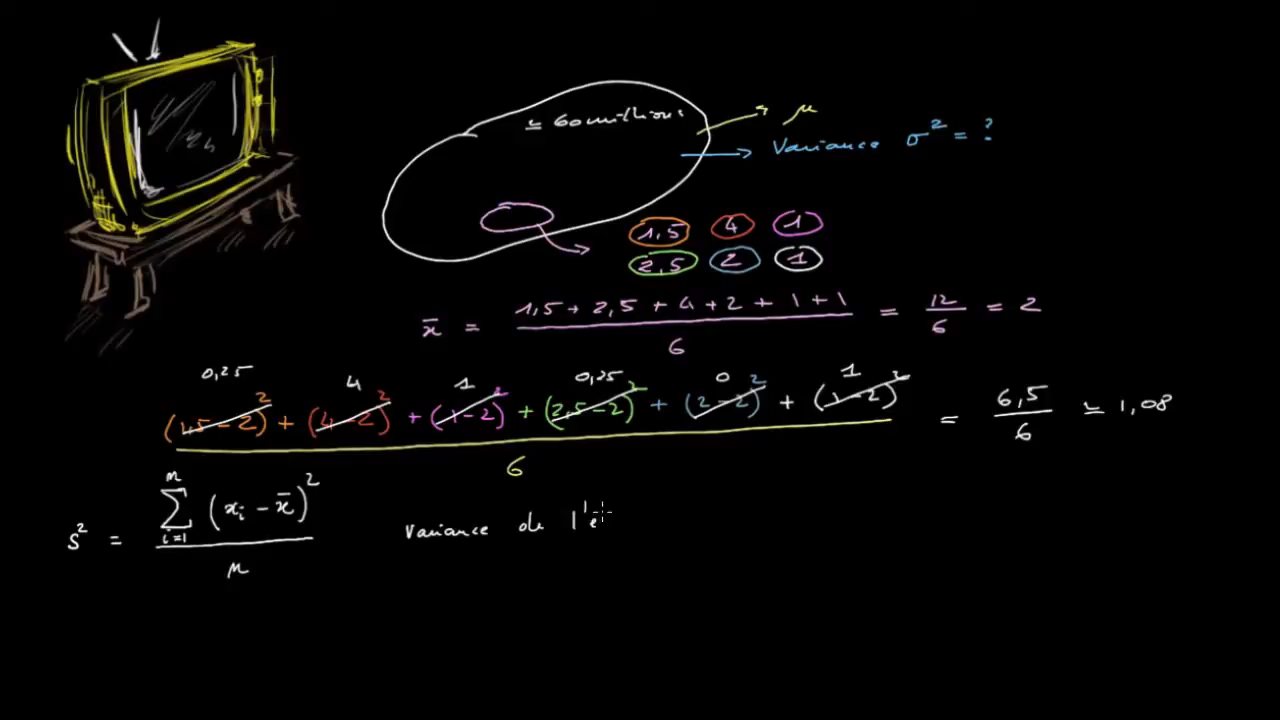 ≃ 60 millions
μ
Variance σ² = ?
1,5 4 1
2,5 2 1
x̄ = (1,5 + 2,5 + 4 + 2 + 1 + 1) / 6 = 12/6 = 2
0,25 4 1 0,25 0 1
((1,5 – 2)² + (4 – 2)² + (1 – 2)² + (2,5 – 2)² + (2 – 2)² + (1 – 2)²) / 6 = 6,5/6 ≃ 1,08
s² = ∑ⁿᵢ₌₁ (xᵢ – x̄)² / n
Variance de l'e